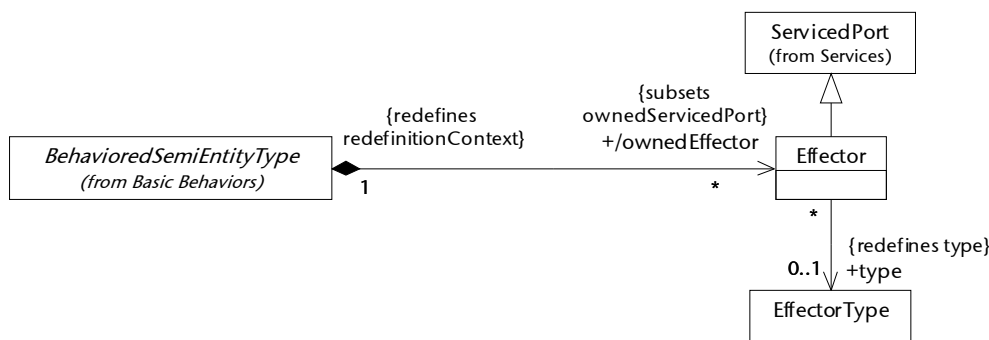 ServicedPort
(from Services)
{subsets
ownedServicedPort}
+/ownedEffector
{redefines
redefinitionContext}
BehavioredSemiEntityType
(from Basic Behaviors)
1
*
Effector
*
{redefines type}
0..1
+type
EffectorType